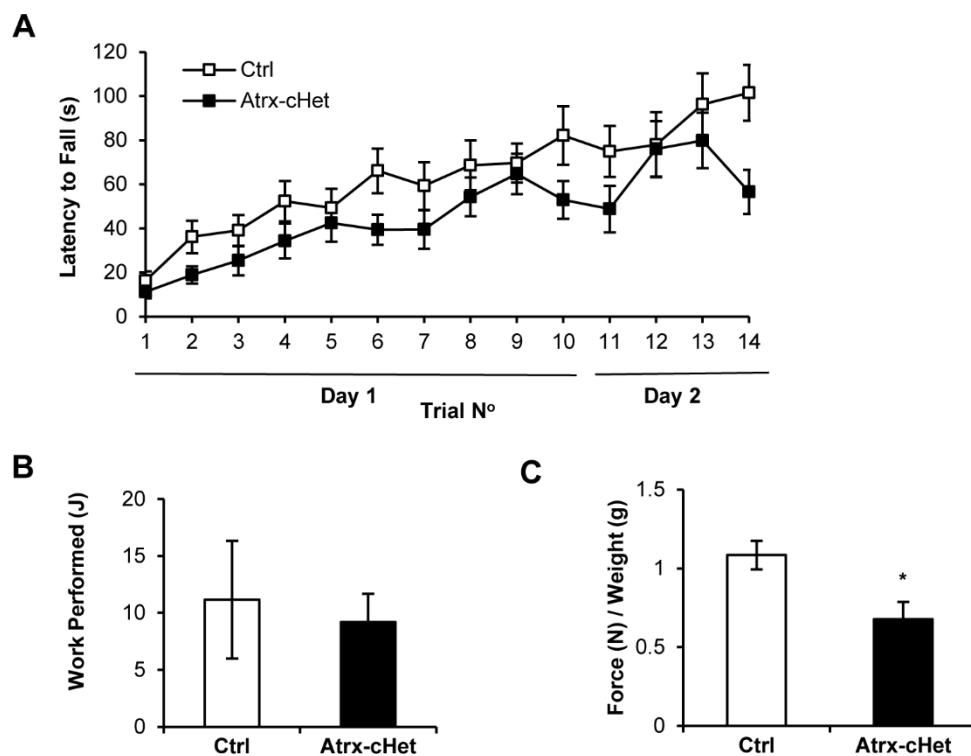 A
120
100
80
60
40
20
0
Latency to Fall (s)
Ctrl
Atrx-cHet
1 2 3 4 5 6 7 8 9 10 11 12 13 14
Day 1 Day 2
Trial Nº
B
20
15
10
5
0
Work Performed (J)
Ctrl Atrx-cHet
C
1.5
1
0.5
0
Force (N) / Weight (g)
*
Ctrl Atrx-cHet